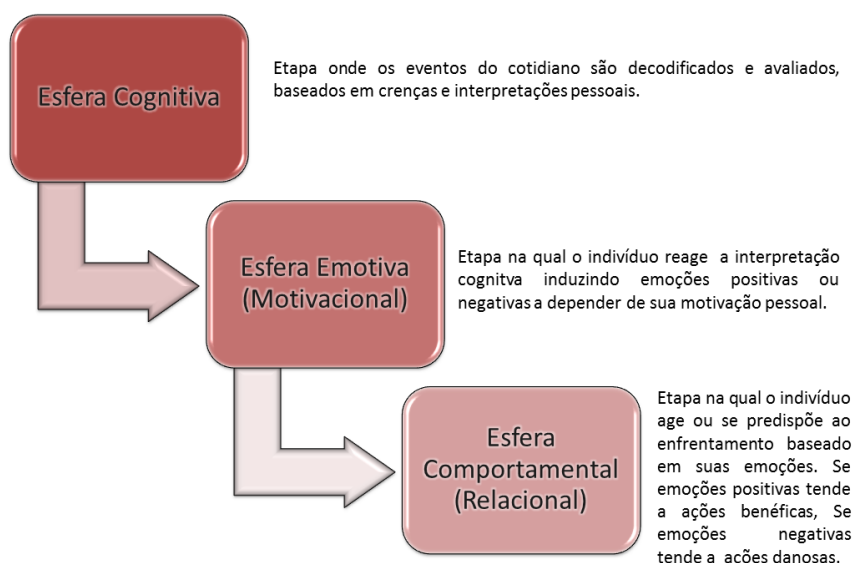 Esfera Cognitiva
Etapa onde os eventos do cotidiano são decodificados e avaliados,
baseados em crenças e interpretações pessoais.
Esfera Emotiva
(Motivacional)
Etapa na qual o indivíduo reage a interpretação
cognitva induzindo emoções positivas ou
negativas a depender de sua motivação pessoal.
Esfera
Comportamental
(Relacional)
Etapa na qual o indivíduo
age ou se predispõe ao
enfrentamento baseado
em suas emoções. Se
emoções positivas tende
a ações benéficas, Se
emoções negativas
tende a ações danosas.